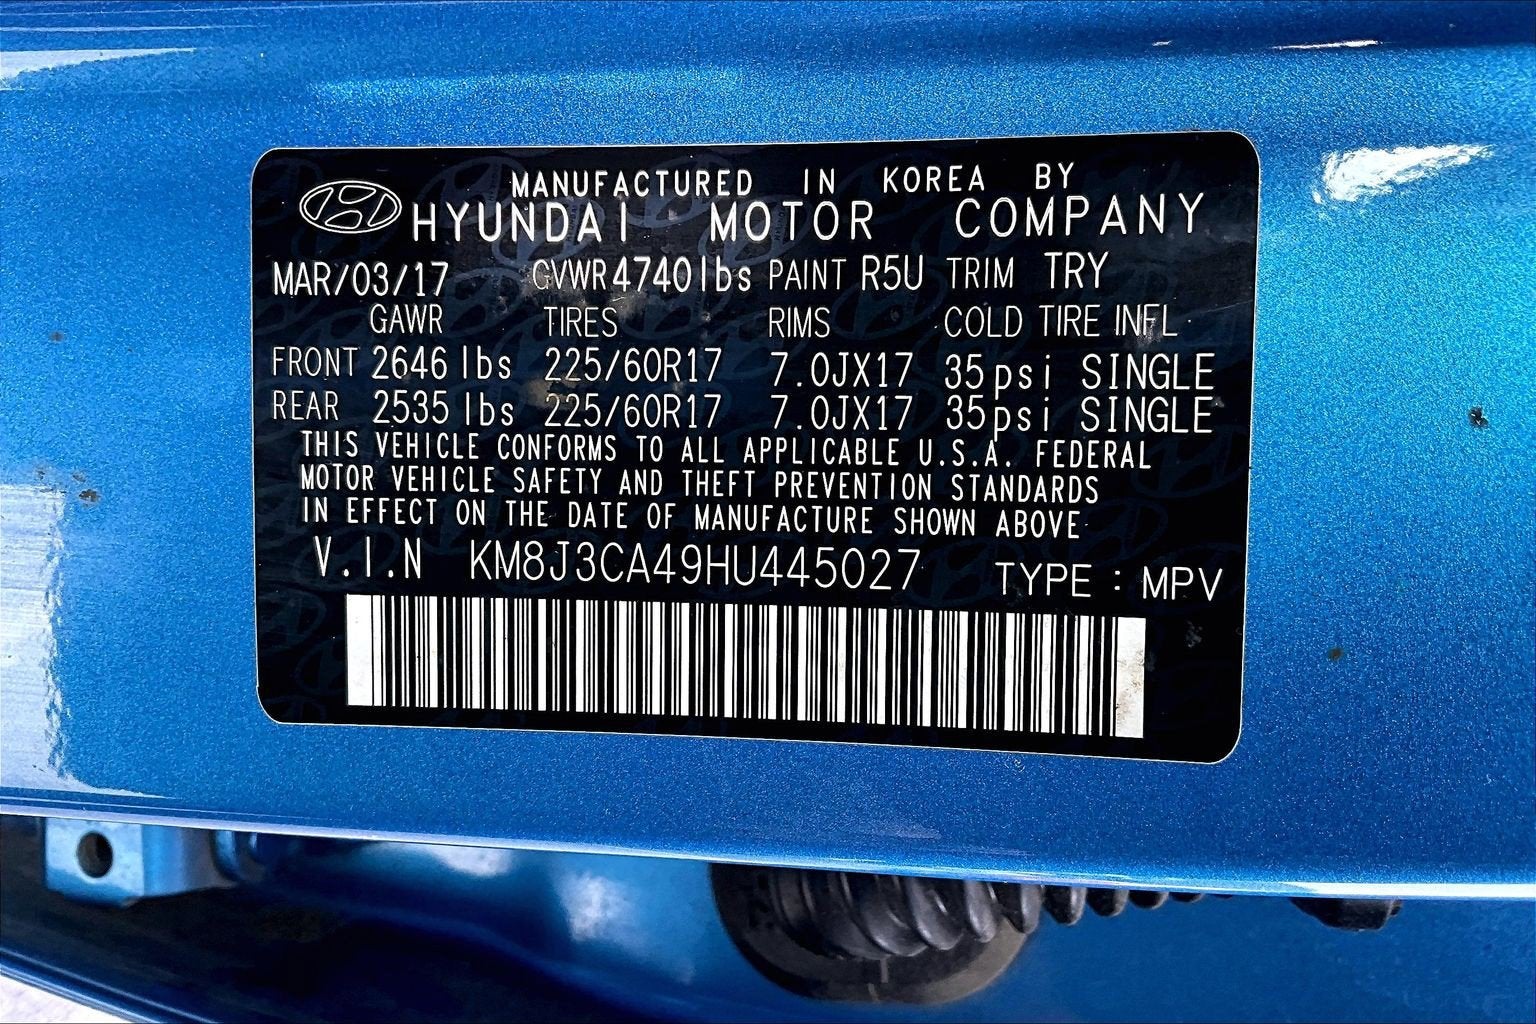 MANUFACTURED IN KOREA BY
HYUNDAI MOTOR COMPANY
MAR/03/17 GVWR 4740lbs PAINT R5U TRIM TRY
GAWR TIRES RIMS COLD TIRE INFL.
FRONT 2646 lbs 225/60R17 7.0JX17 35psi SINGLE
REAR 2535 lbs 225/60R17 7.0JX17 35psi SINGLE
THIS VEHICLE CONFORMS TO ALL APPLICABLE U.S.A. FEDERAL
MOTOR VEHICLE SAFETY AND THEFT PREVENTION STANDARDS
IN EFFECT ON THE DATE OF MANUFACTURE SHOWN ABOVE
V.I.N KM8J3CA49HU445027 TYPE : MPV